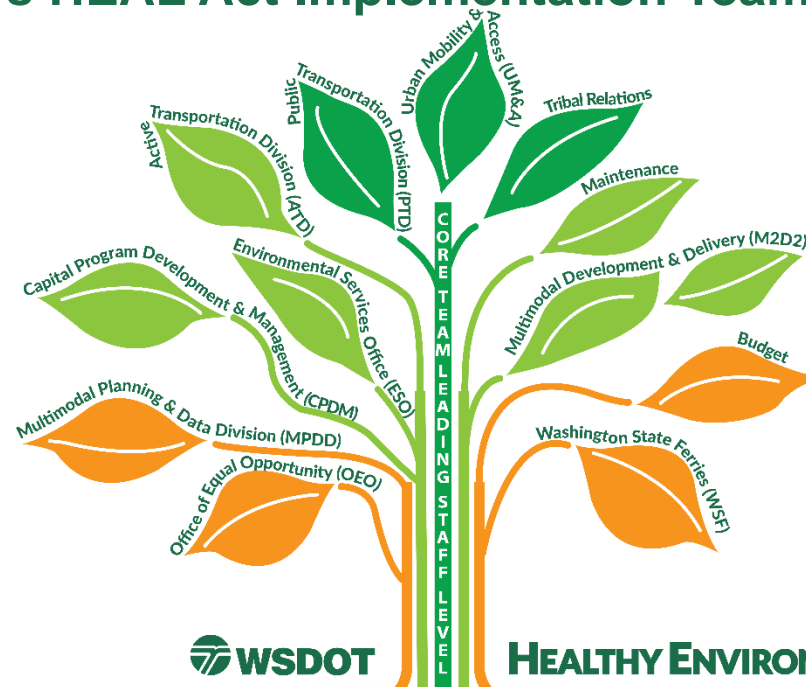 s HEAL Act Implementation Team
Urban Mobility &
Access (UM&A)
Public
Transportation Division (PTD)
Tribal Relations
Active
Transportation Division (ATD)
Maintenance
Environmental Services
Office (ESO)
Multimodal Development & Delivery (M2D2)
Capital Program Development &
Management (CPDM)
Budget
Multimodal Planning & Data Division (MPDD)
Washington State
Ferries (WSF)
Office of Equal Opportunity (OEO)
CORE TEAM LEADING STAFF LEVEL
WSDOT
HEALTHY ENVIRON